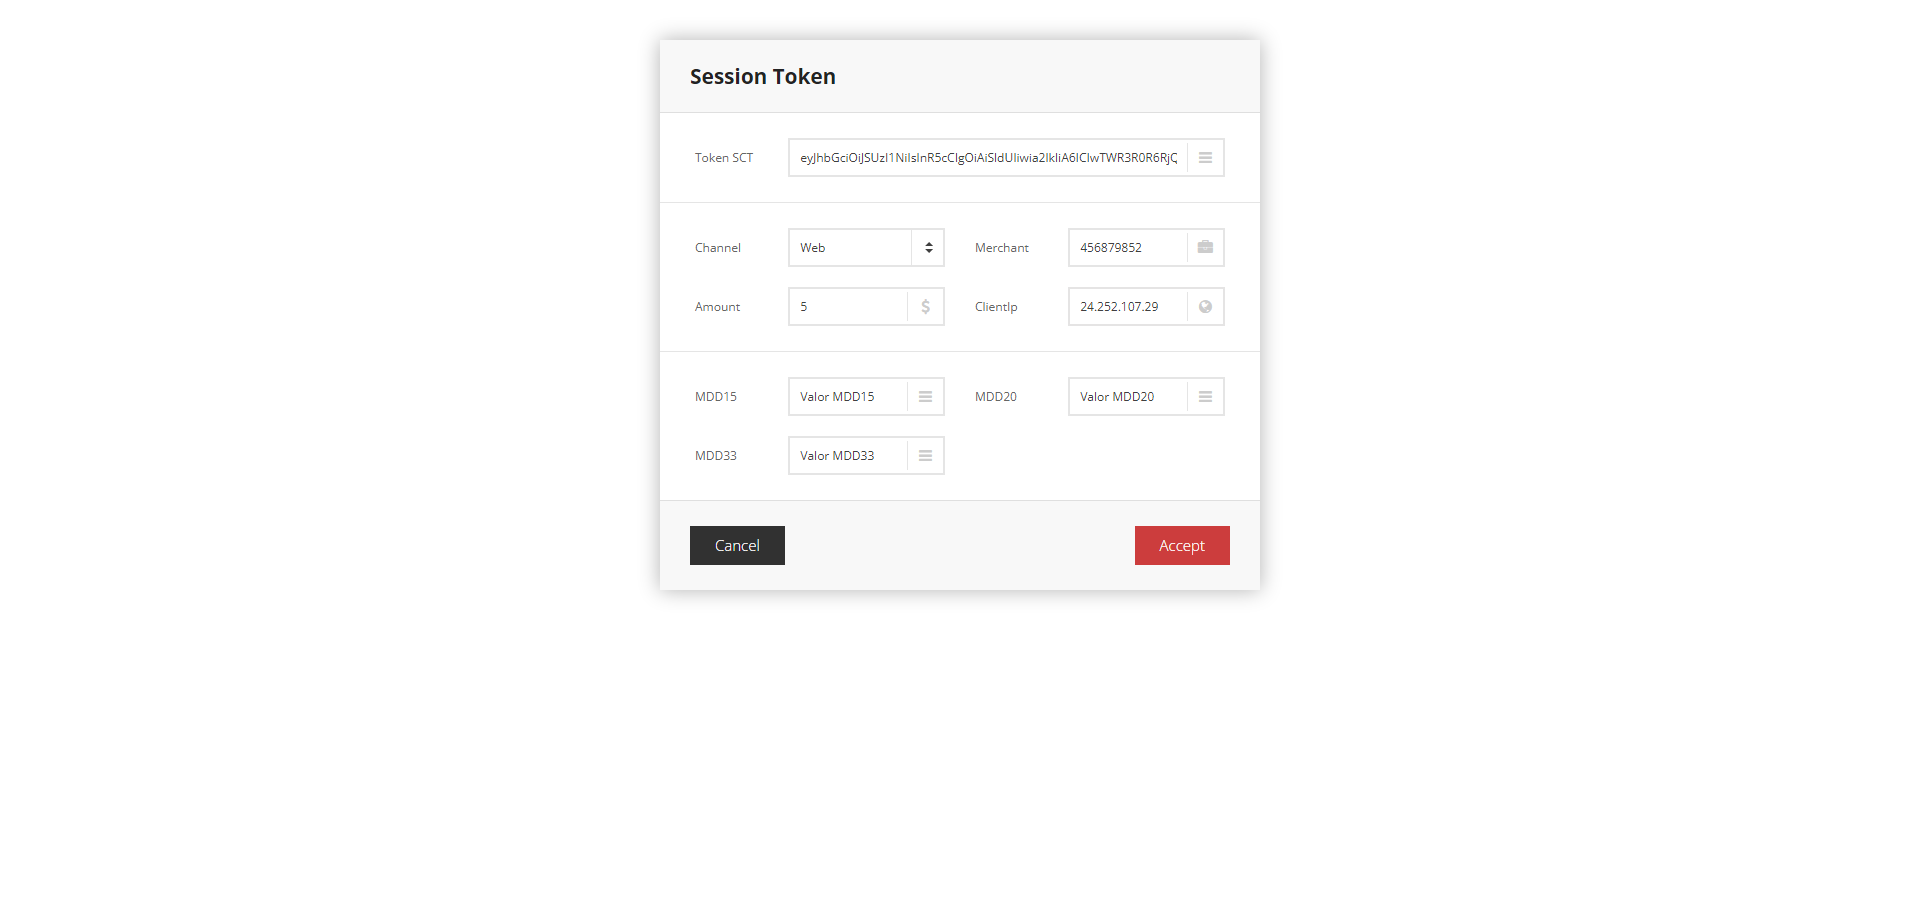 Session Token
Token SCT
Channel Web Merchant 456879852
Amount 5 $ ClientIp 24.252.107.29
MDD15 Valor MDD15 MDD20 Valor MDD20
MDD33 Valor MDD33
Cancel Accept